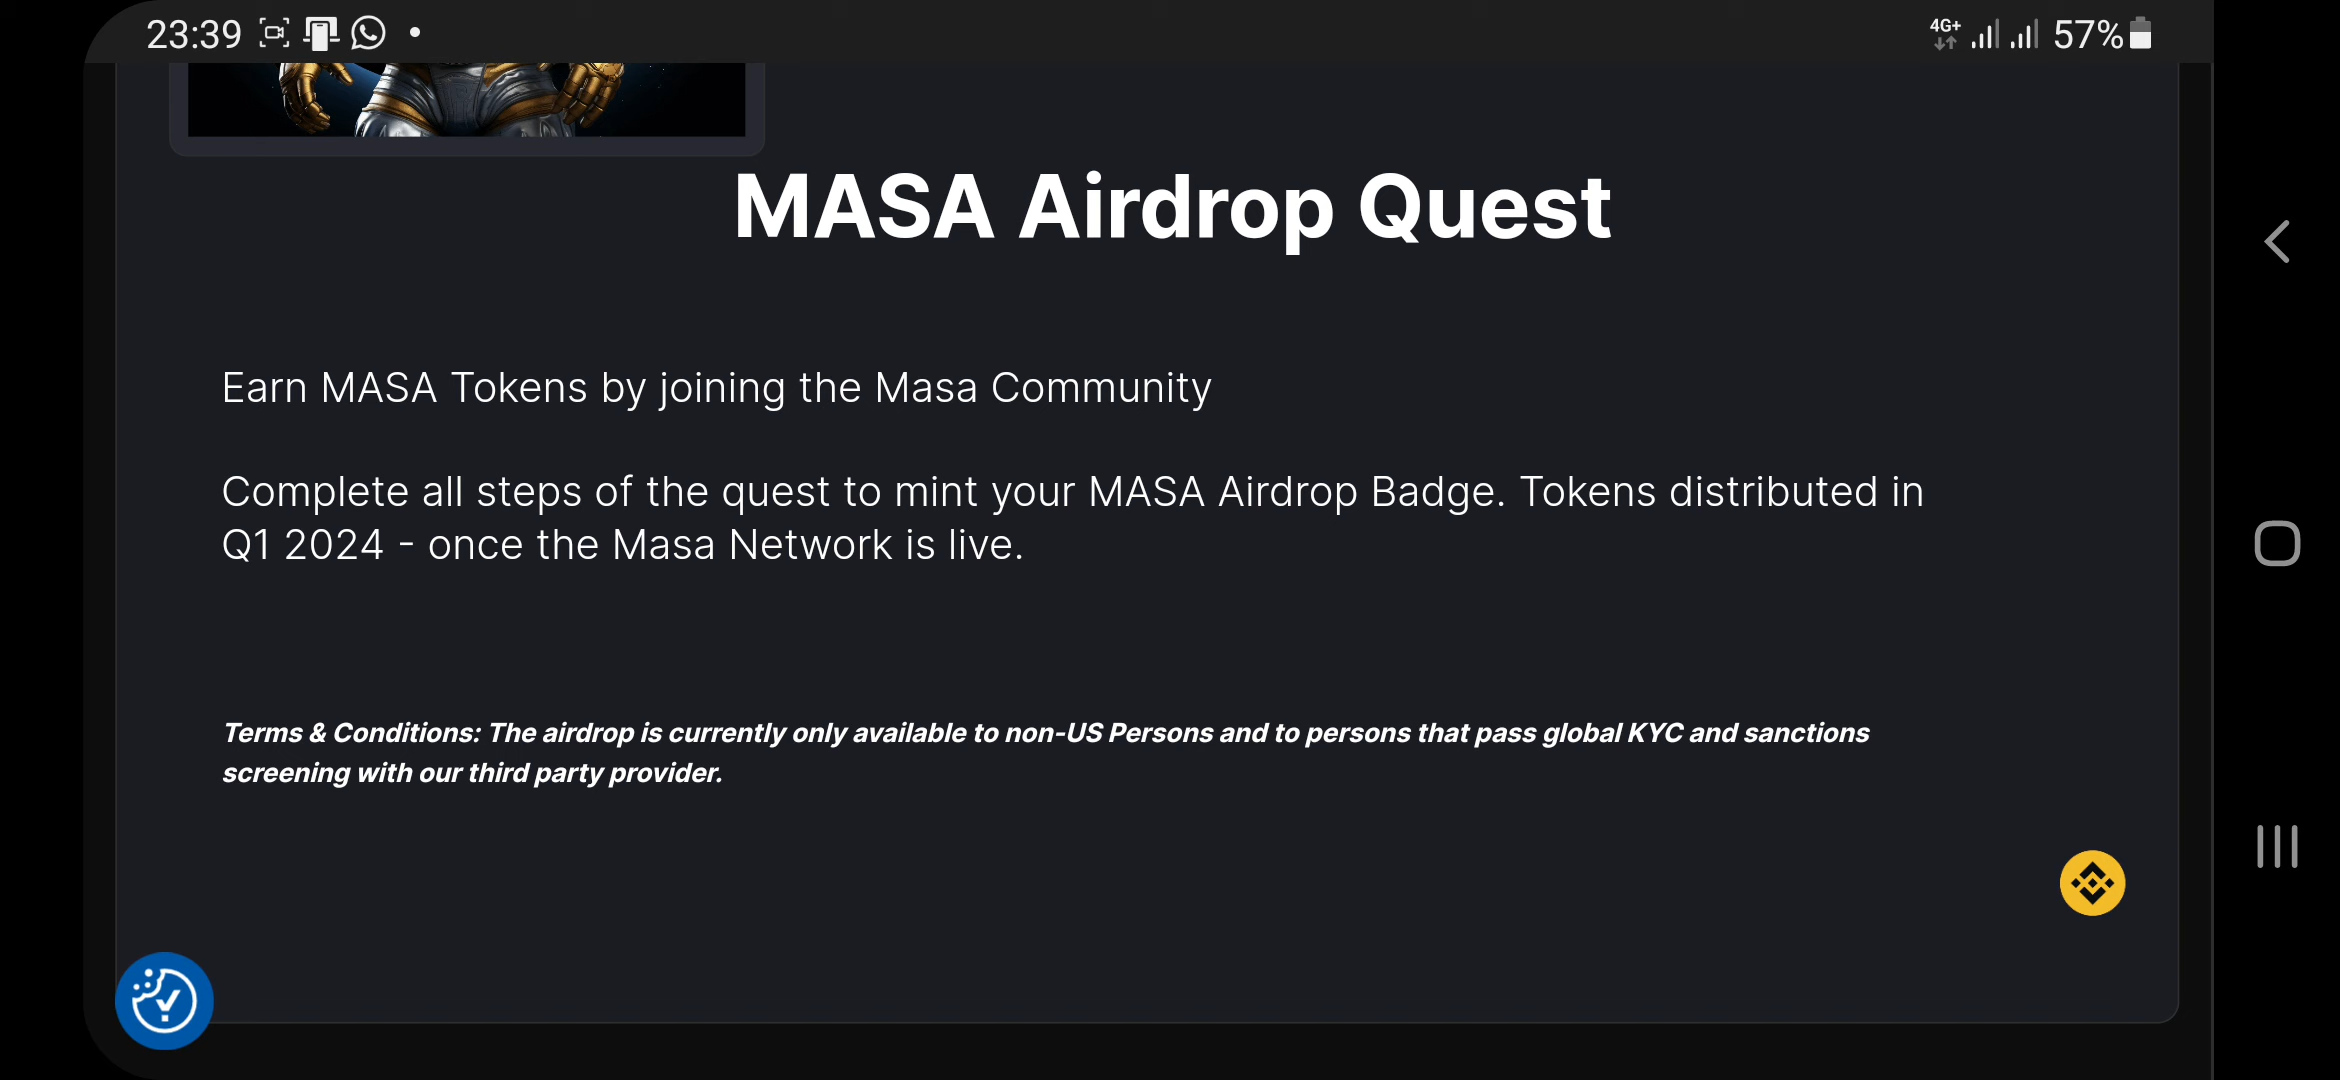 23:39
4G+
57%
MASA Airdrop Quest
Earn MASA Tokens by joining the Masa Community
Complete all steps of the quest to mint your MASA Airdrop Badge. Tokens distributed in
Q1 2024 - once the Masa Network is live.
Terms & Conditions: The airdrop is currently only available to non-US Persons and to persons that pass global KYC and sanctions
screening with our third party provider.